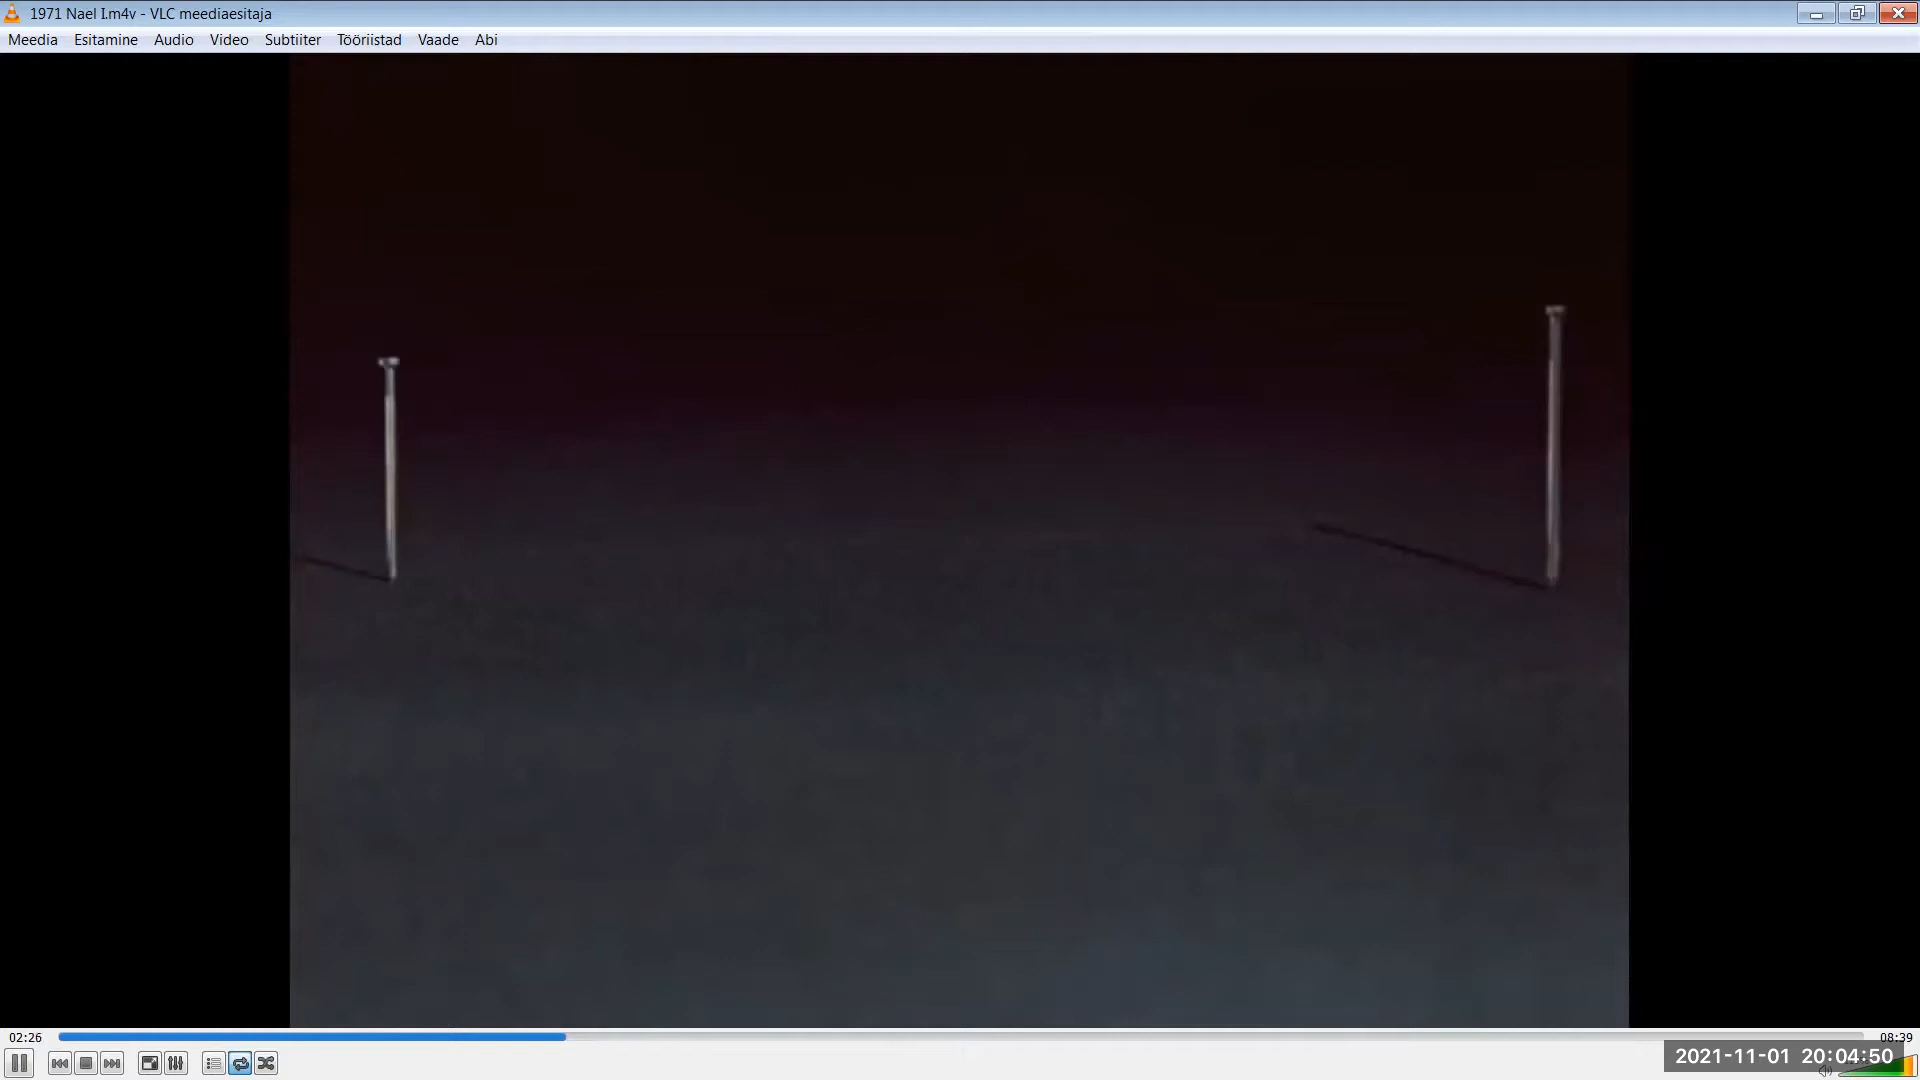 1971 Nael I.m4v - VLC meediaesitaja
Meedia Esitamine Audio Video Subtiiter Tööriistad Vaade Abi
02:26 08:39
2021-11-01 20:04:50